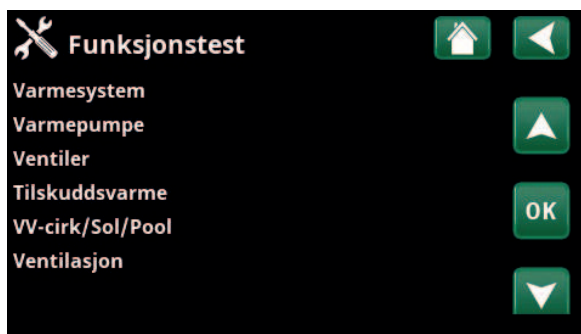 Funksjonstest
Varmesystem
Varmepumpe
Ventiler
Tilskuddsvarme
VV-cirk/Sol/Pool
Ventilasjon
OK